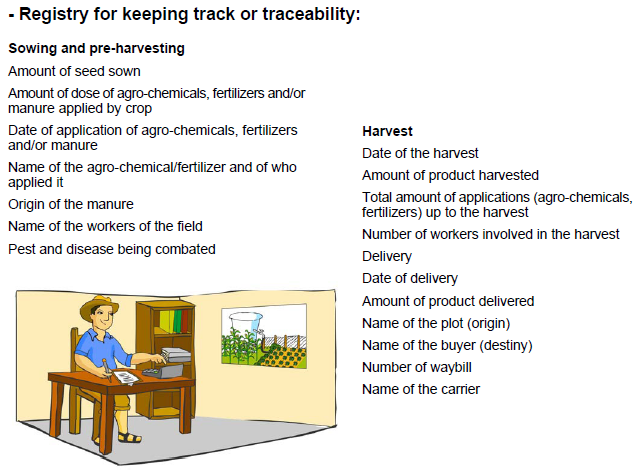 - Registry for keeping track or traceability:
Sowing and pre-harvesting
Amount of seed sown
Amount of dose of agro-chemicals, fertilizers and/or
manure applied by crop
Date of application of agro-chemicals, fertilizers
and/or manure
Name of the agro-chemical/fertilizer and of who
applied it
Origin of the manure
Name of the workers of the field
Pest and disease being combated
Harvest
Date of the harvest
Amount of product harvested
Total amount of applications (agro-chemicals,
fertilizers) up to the harvest
Number of workers involved in the harvest
Delivery
Date of delivery
Amount of product delivered
Name of the plot (origin)
Name of the buyer (destiny)
Number of waybill
Name of the carrier